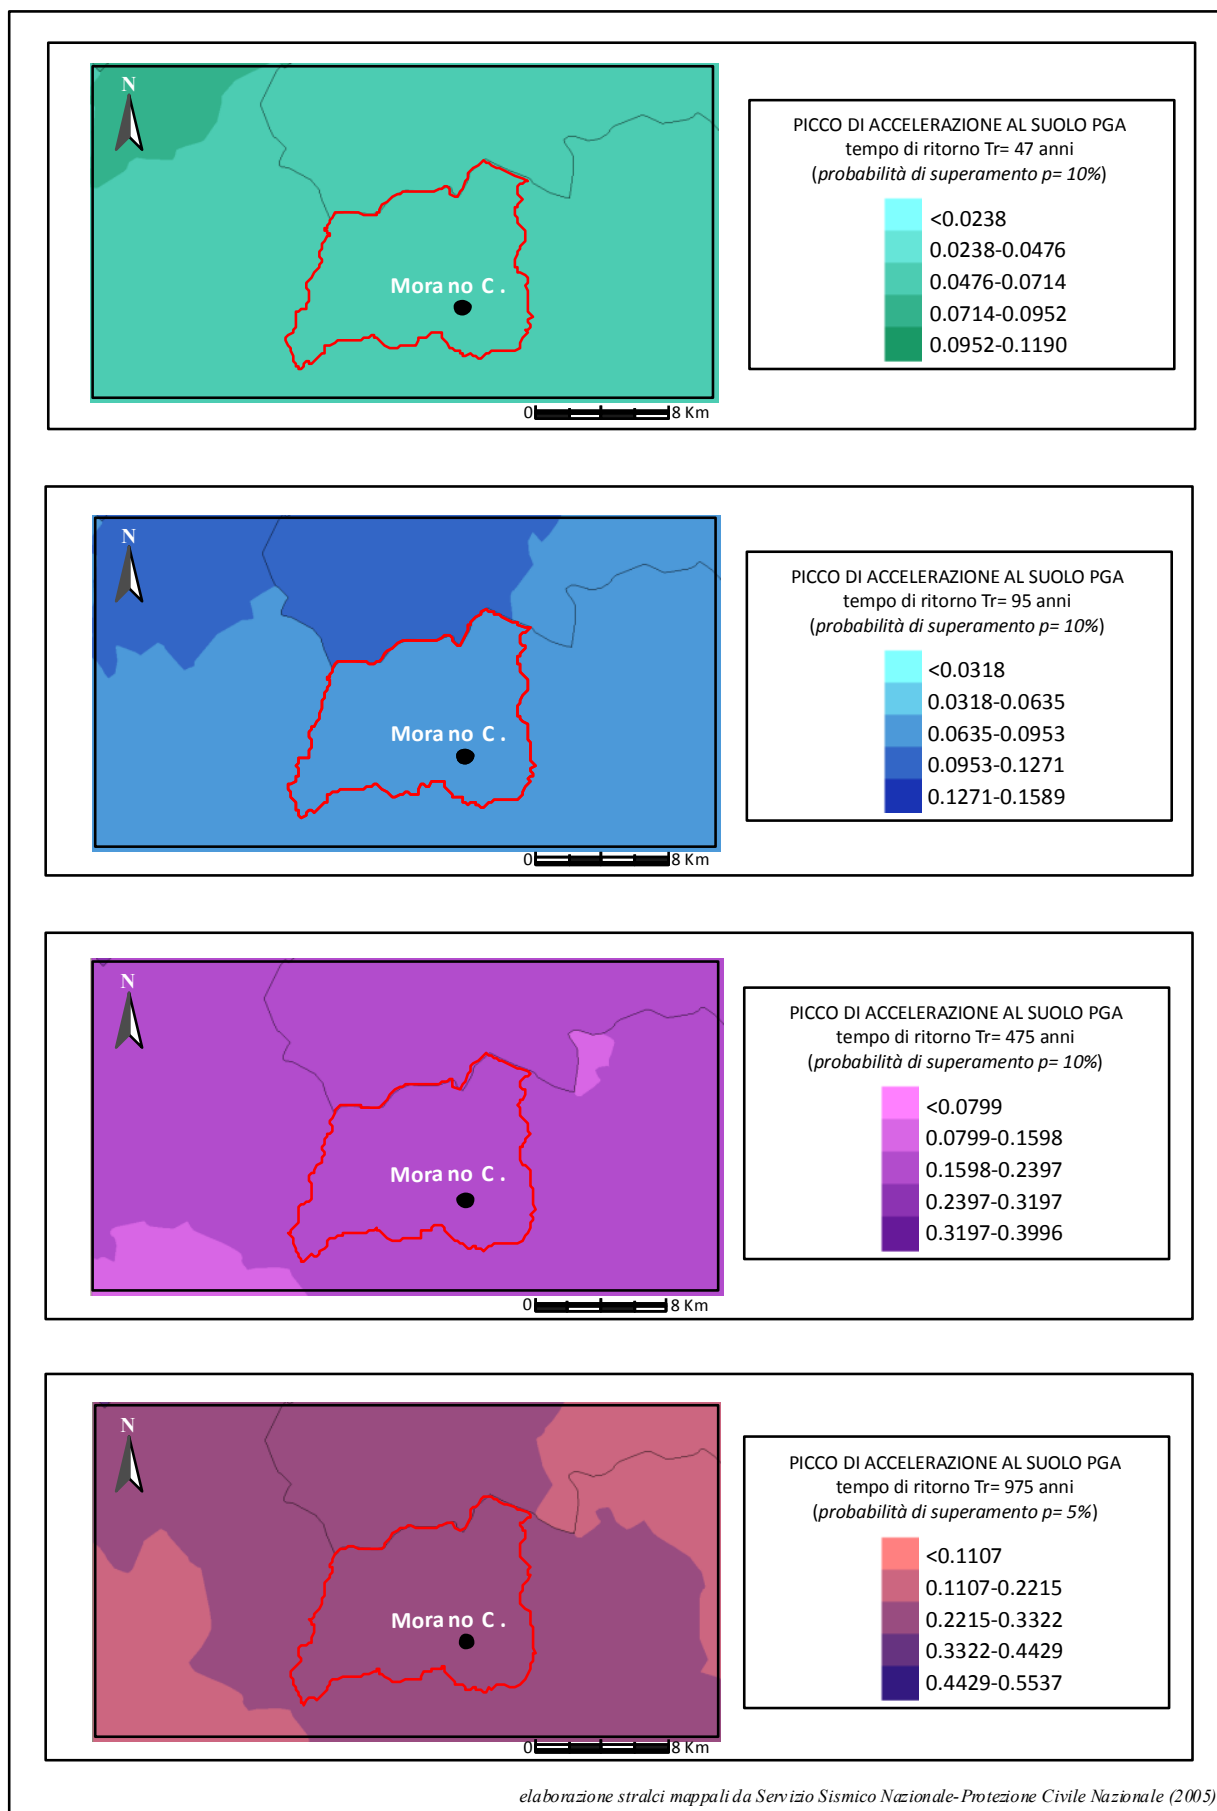 N
Morano C.
0 8 Km
PICCO DI ACCELERAZIONE AL SUOLO PGA
tempo di ritorno Tr= 47 anni
(probabilità di superamento p= 10%)
<0.0238
0.0238-0.0476
0.0476-0.0714
0.0714-0.0952
0.0952-0.1190
N
Morano C.
0 8 Km
PICCO DI ACCELERAZIONE AL SUOLO PGA
tempo di ritorno Tr= 95 anni
(probabilità di superamento p= 10%)
<0.0318
0.0318-0.0635
0.0635-0.0953
0.0953-0.1271
0.1271-0.1589
N
Morano C.
0 8 Km
PICCO DI ACCELERAZIONE AL SUOLO PGA
tempo di ritorno Tr= 475 anni
(probabilità di superamento p= 10%)
<0.0799
0.0799-0.1598
0.1598-0.2397
0.2397-0.3197
0.3197-0.3996
N
Morano C.
0 8 Km
PICCO DI ACCELERAZIONE AL SUOLO PGA
tempo di ritorno Tr= 975 anni
(probabilità di superamento p= 5%)
<0.1107
0.1107-0.2215
0.2215-0.3322
0.3322-0.4429
0.4429-0.5537
elaborazione stralci mappali da Servizio Sismico Nazionale-Protezione Civile Nazionale (2005)